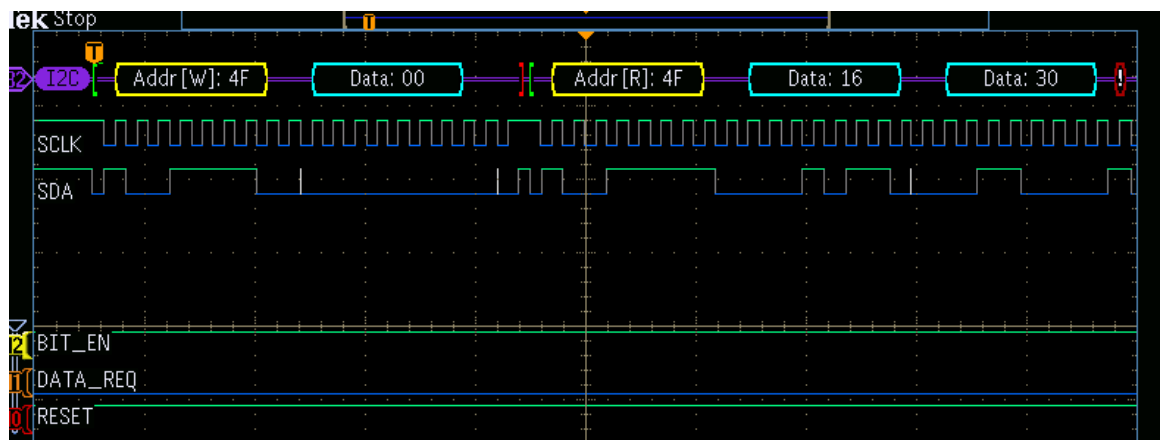 Tek Stop
T
T
B2 I2C Addr[W]: 4F Data: 00 Addr[R]: 4F Data: 16 Data: 30 !
SCLK
SDA
2 BIT_EN
1 DATA_REQ
0 RESET